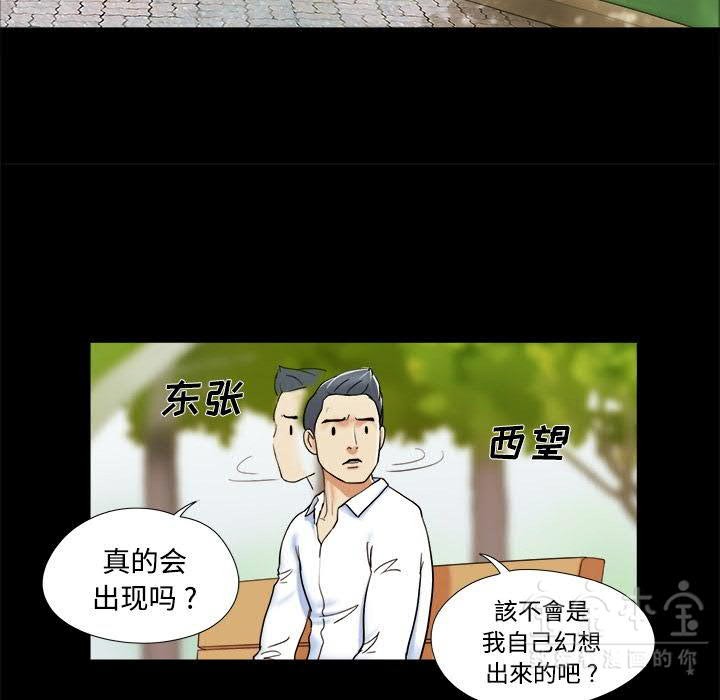 东张
西望
真的会
出现吗？
該不會是
我自己幻想
出來的吧？